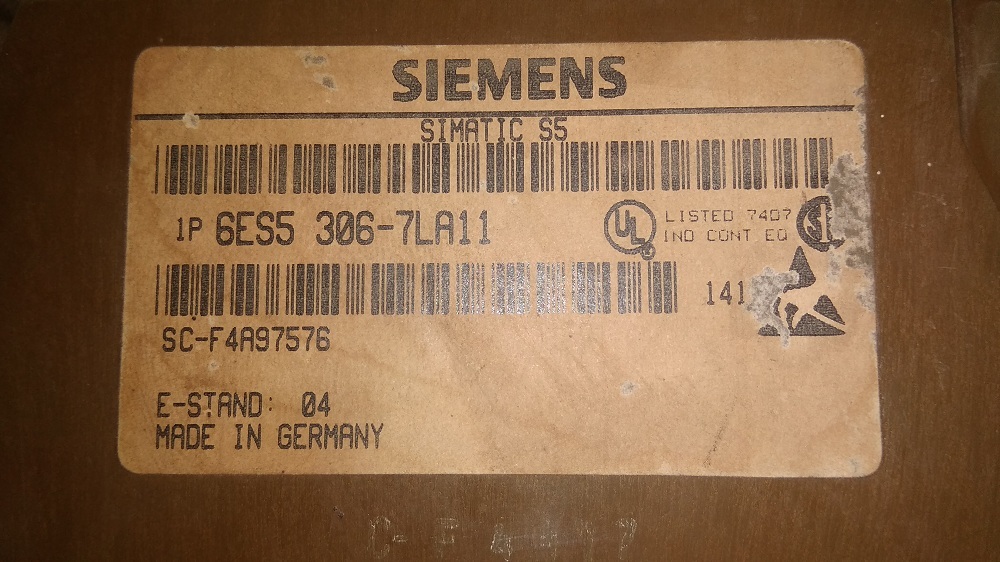 SIEMENS
SIMATIC S5
1P 6ES5 306-7LA11
UL LISTED 7407
IND CONT EQ
141
SC-F4A97576
E-STAND: 04
MADE IN GERMANY